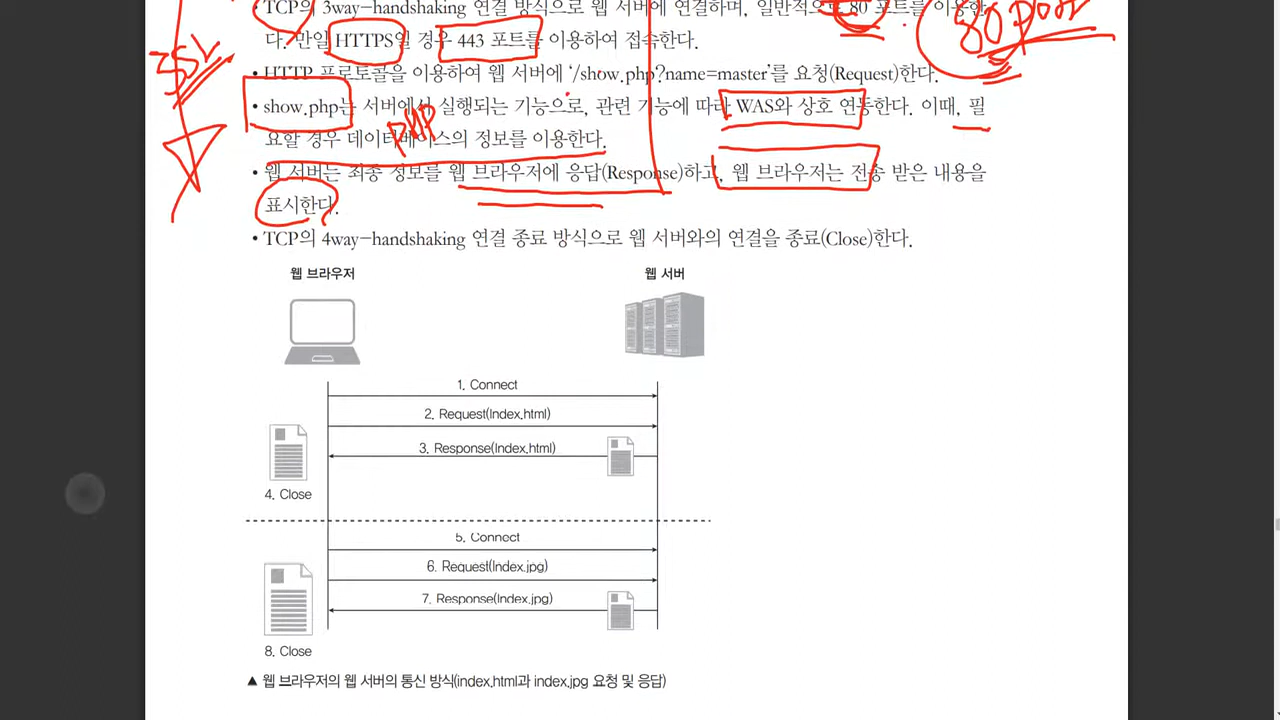 • TCP의 3way-handshaking 연결 방식으로 웹 서버에 연결하며, 일반적으로 80 포트를 이용한
다. 만일 HTTPS일 경우 443 포트를 이용하여 접속한다.
80 port
SSL
• HTTP 프로토콜을 이용하여 웹 서버에 '/show.php?name=master'를 요청(Request)한다.
• show.php는 서버에서 실행되는 기능으로, 관련 기능에 따라 WAS와 상호 연동한다. 이때, 필
PHP
요할 경우 데이터베이스의 정보를 이용한다.
• 웹 서버는 최종 정보를 웹 브라우저에 응답(Response)하고, 웹 브라우저는 전송 받은 내용을
표시한다.
• TCP의 4way-handshaking 연결 종료 방식으로 웹 서버와의 연결을 종료(Close)한다.
웹 브라우저 웹 서버
1. Connect
2. Request(Index.html)
3. Response(Index.html)
4. Close
5. Connect
6. Request(Index.jpg)
7. Response(Index.jpg)
8. Close
▲ 웹 브라우저의 웹 서버의 통신 방식(index.html과 index.jpg 요청 및 응답)